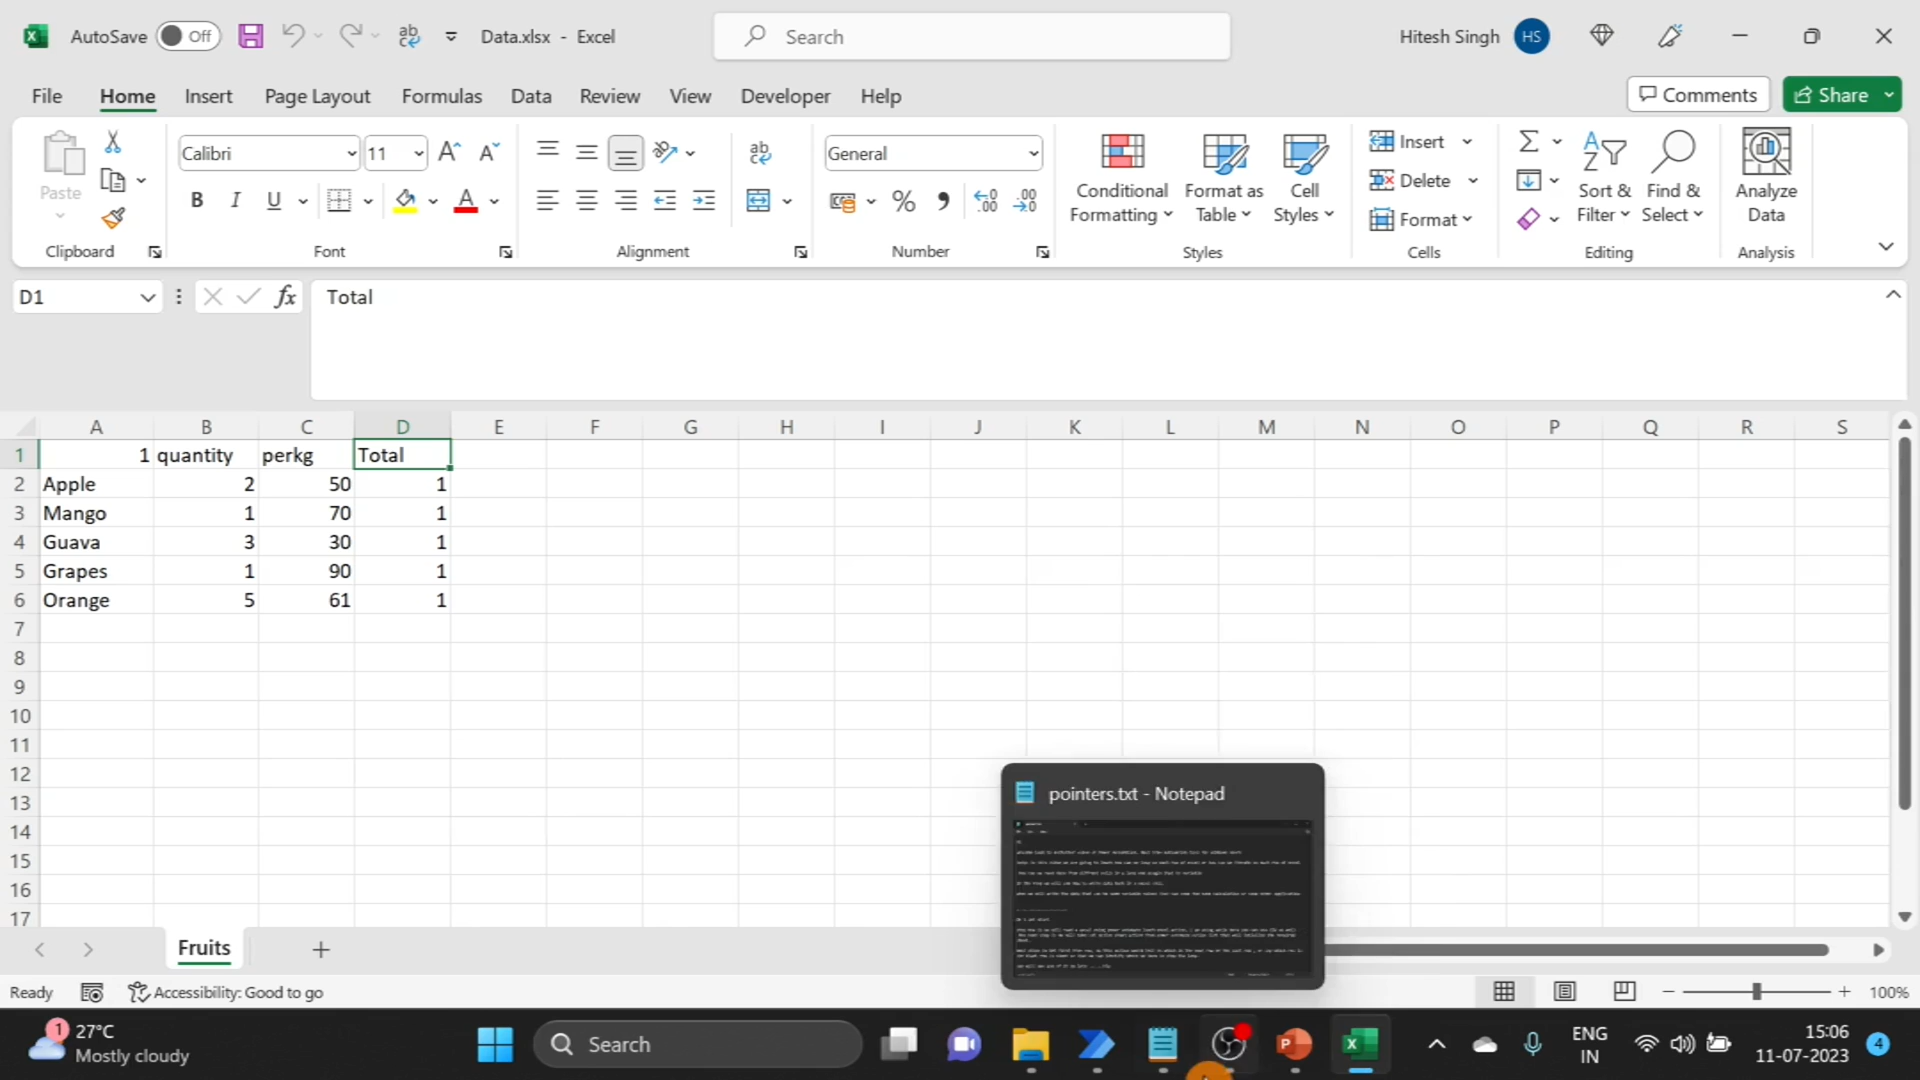 AutoSave Off Data.xlsx - Excel Search Hitesh Singh HS
File Home Insert Page Layout Formulas Data Review View Developer Help Comments Share
Paste Calibri 11 General Conditional Formatting Format as Table Cell Styles Insert Delete Format Sort & Filter Find & Select Analyze Data
Clipboard Font Alignment Number Styles Cells Editing Analysis
D1 fx Total
A B C D E F G H I J K L M N O P Q R S
1 1 quantity perkg Total
2 Apple 2 50 1
3 Mango 1 70 1
4 Guava 3 30 1
5 Grapes 1 90 1
6 Orange 5 61 1
7
8
9
10
11
12
13
14
15
16
17
pointers.txt - Notepad
Fruits
Ready Accessibility: Good to go 100%
1 27°C
Mostly cloudy
Search
ENG
IN
15:06
11-07-2023
4